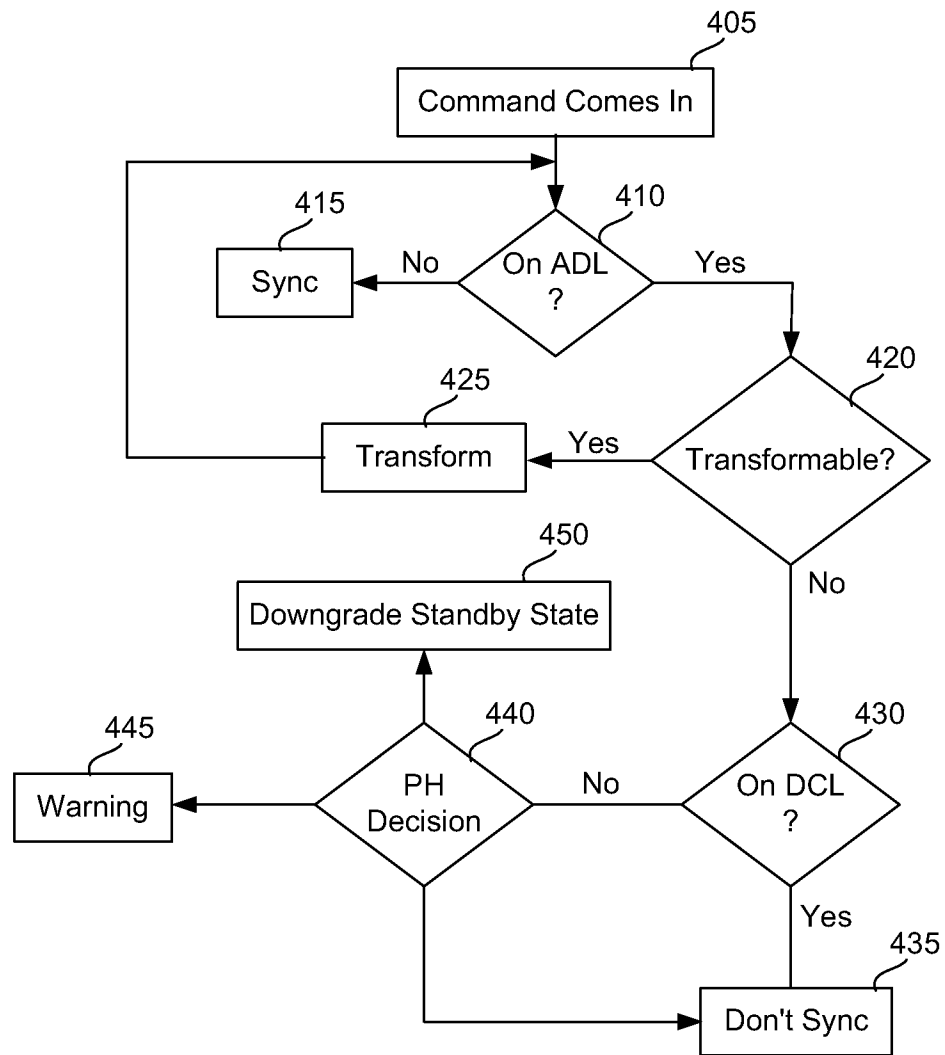 405
Command Comes In
410
On ADL
?
No
Yes
415
Sync
420
Transformable?
Yes
No
425
Transform
430
On DCL
?
No
Yes
435
Don't Sync
440
PH
Decision
445
Warning
450
Downgrade Standby State